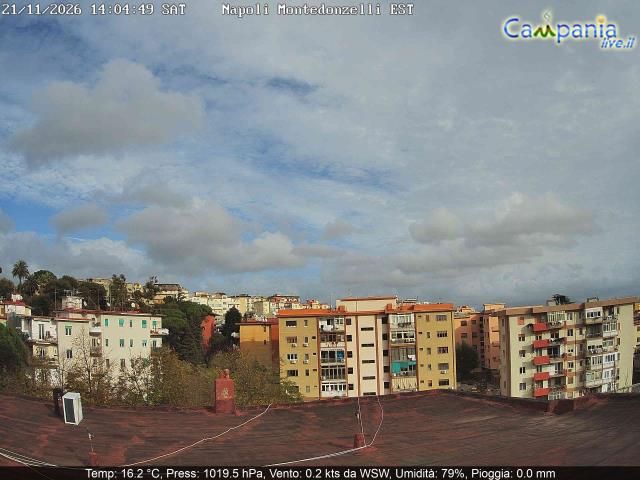 21/11/2026 14:04:49 SAT Napoli Montedonzelli EST
Campania
live.it
Temp: 16.2 °C, Press: 1019.5 hPa, Vento: 0.2 kts da WSW, Umidità: 79%, Pioggia: 0.0 mm